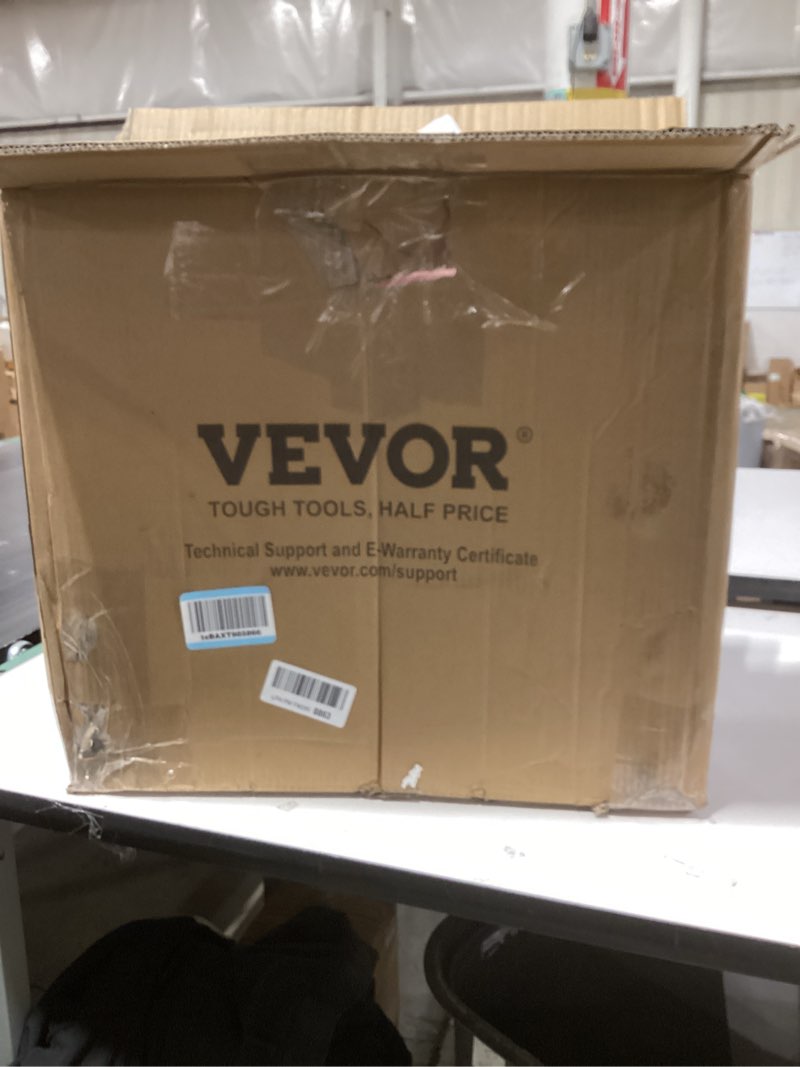 VEVOR®
TOUGH TOOLS, HALF PRICE
Technical Support and E-Warranty Certificate
www.vevor.com/support